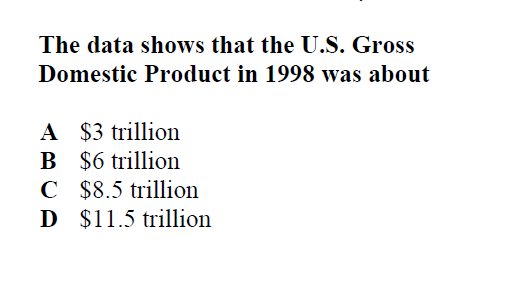 The data shows that the U.S. Gross
Domestic Product in 1998 was about
A $3 trillion
B $6 trillion
C $8.5 trillion
D $11.5 trillion